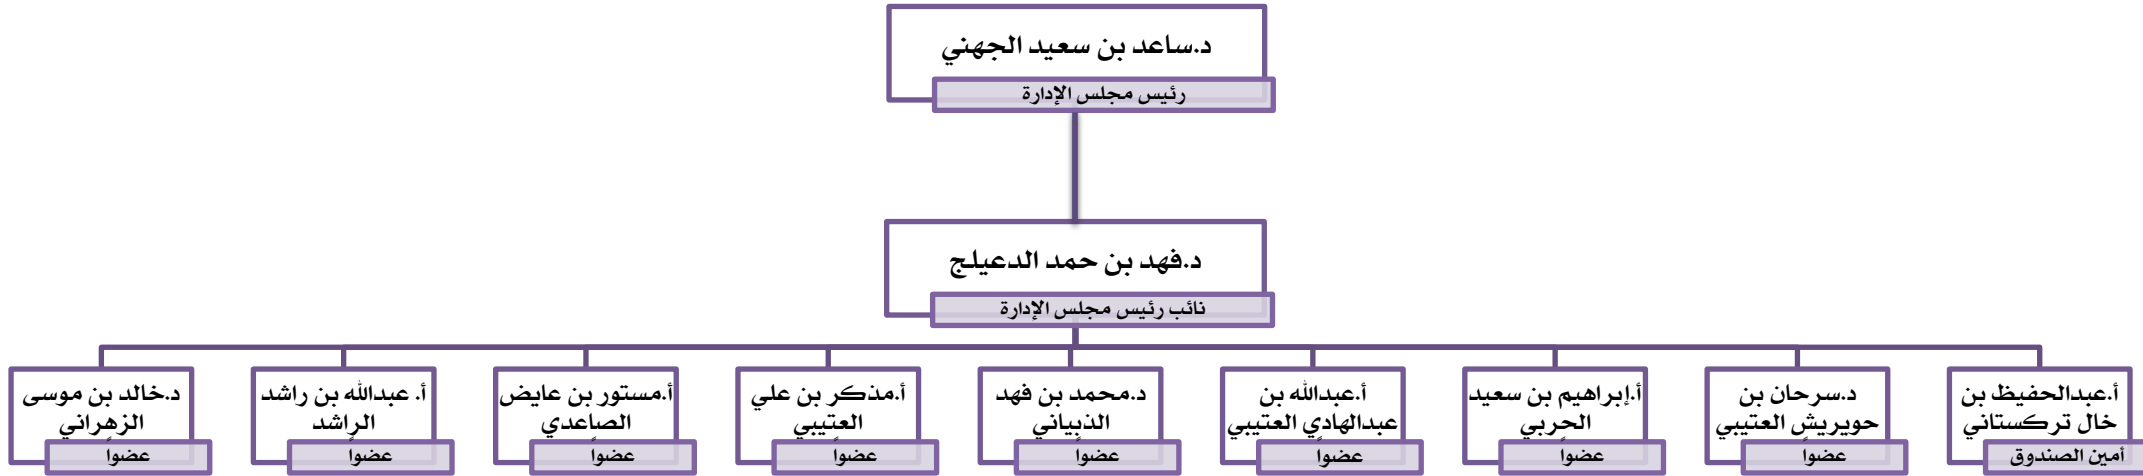 د.ساعد بن سعيد الجهني
رئيس مجلس الإدارة
د.فهد بن حمد الدعيلج
نائب رئيس مجلس الإدارة
أ.عبدالحفيظ بن
خال تركستاني
أمين الصندوق
د.سرحان بن
حويريش العتيبي
عضواً
أ.إبراهيم بن سعيد
الحربي
عضواً
أ.عبدالله بن
عبدالهادي العتيبي
عضواً
د.محمد بن فهد
الذبياني
عضواً
أ.مذكر بن علي
العتيبي
عضواً
أ.مستور بن عايض
الصاعدي
عضواً
أ. عبدالله بن راشد
الراشد
عضواً
د.خالد بن موسى
الزهراني
عضواً